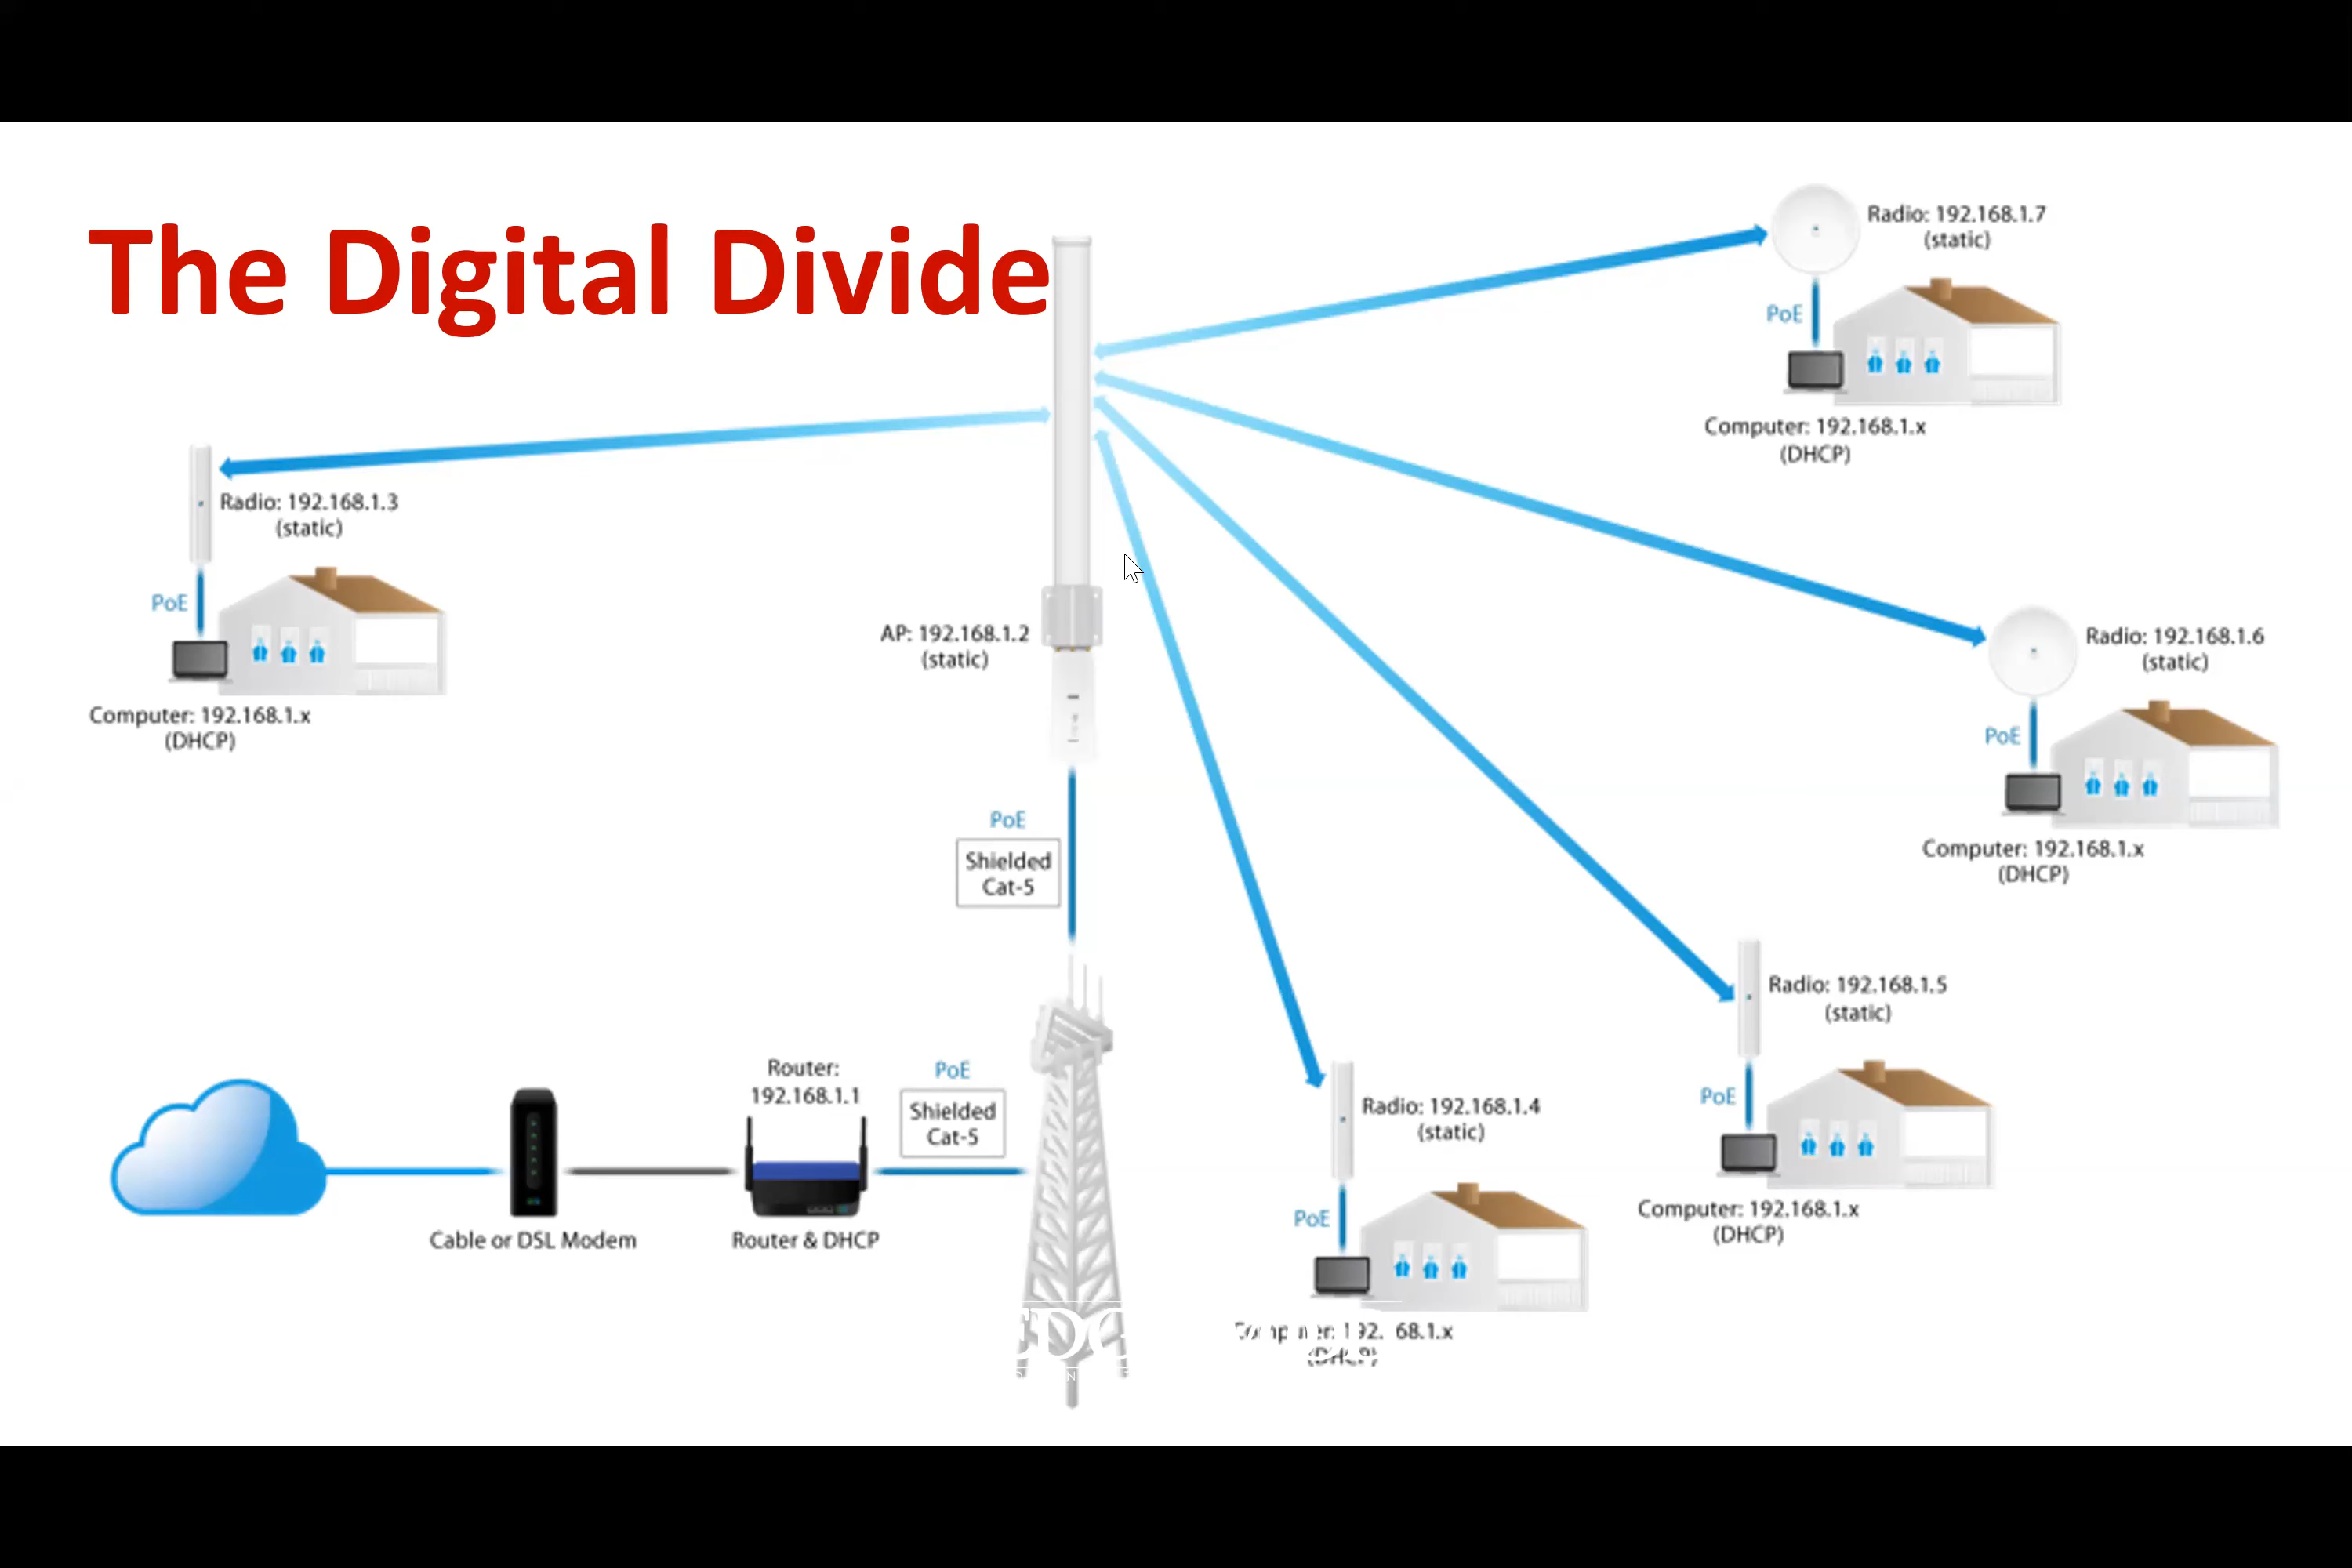 The Digital Divide
Radio: 192.168.1.7
(static)
PoE
Computer: 192.168.1.x
(DHCP)
Radio: 192.168.1.3
(static)
PoE
Computer: 192.168.1.x
(DHCP)
AP: 192.168.1.2
(static)
Radio: 192.168.1.6
(static)
PoE
Computer: 192.168.1.x
(DHCP)
PoE
Shielded
Cat-5
Radio: 192.168.1.5
(static)
PoE
Computer: 192.168.1.x
(DHCP)
Router:
192.168.1.1
PoE
Shielded
Cat-5
Cable or DSL Modem
Router & DHCP
Radio: 192.168.1.4
(static)
PoE
Computer: 192.168.1.x
(DHCP)